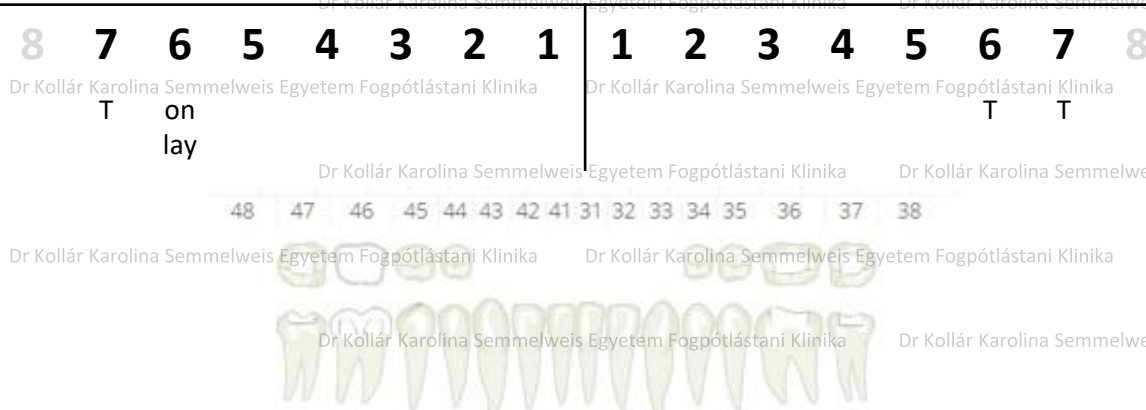 Dr Kollár Karolina Semmelweis Egyetem Fogpótlástani Klinika Dr Kollár Karolina Semmelwe
8 7 6 5 4 3 2 1 1 2 3 4 5 6 7 8
Dr Kollár Karolina Semmelweis Egyetem Fogpótlástani Klinika Dr Kollár Karolina Semmelweis Egyetem Fogpótlástani Klinika
T on T T
lay
Dr Kollár Karolina Semmelweis Egyetem Fogpótlástani Klinika Dr Kollár Karolina Semmelwe
48 47 46 45 44 43 42 41 31 32 33 34 35 36 37 38
Dr Kollár Karolina Semmelweis Egyetem Fogpótlástani Klinika Dr Kollár Karolina Semmelweis Egyetem Fogpótlástani Klinika
Dr Kollár Karolina Semmelweis Egyetem Fogpótlástani Klinika Dr Kollár Karolina Semmelwe